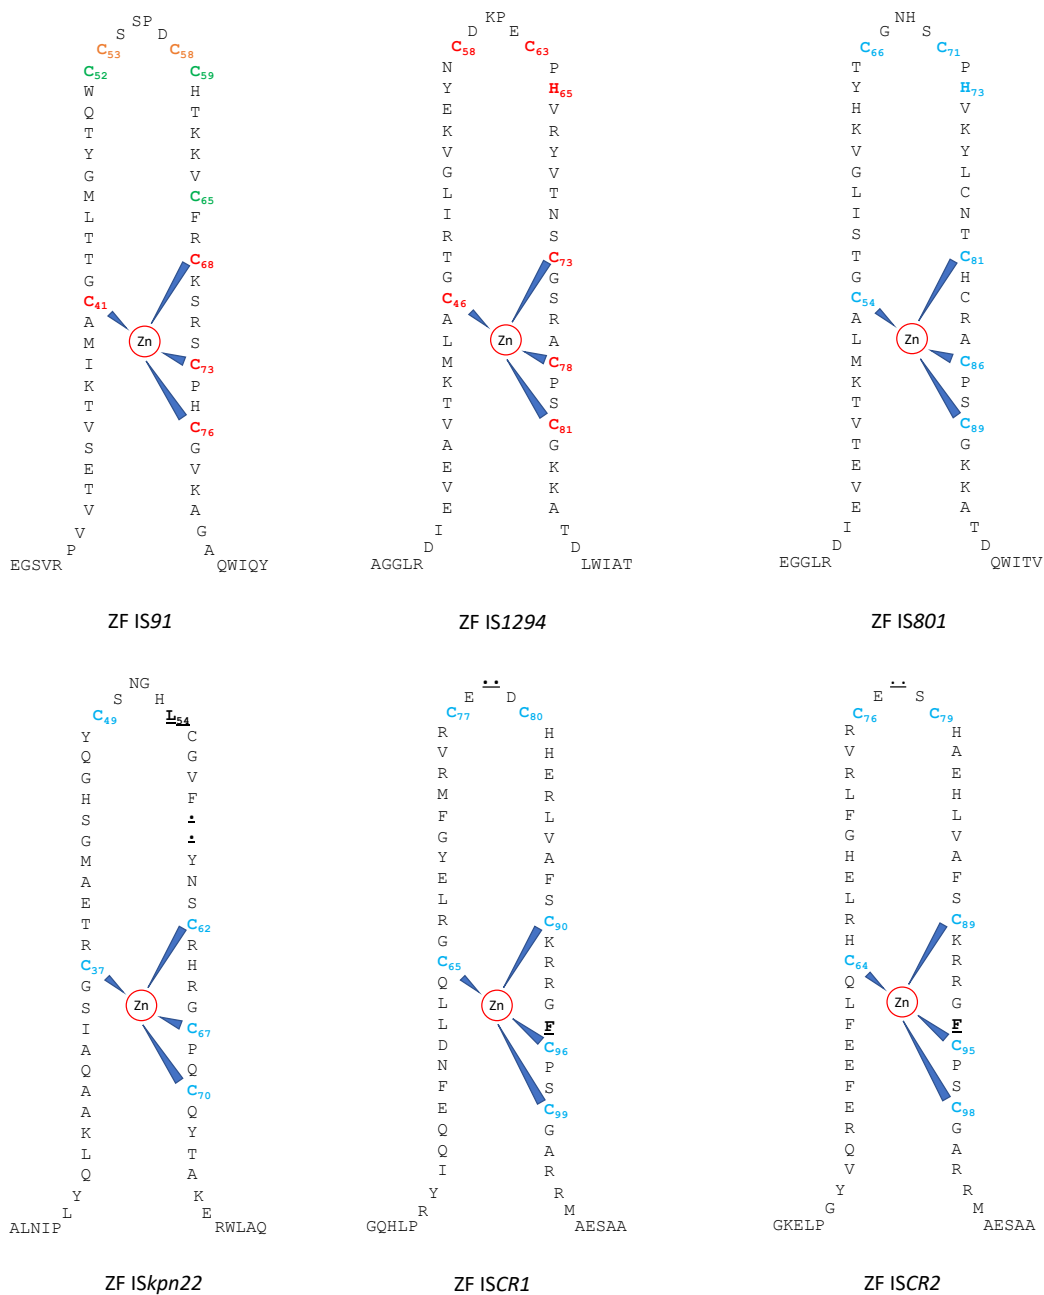 SP
S D
C53 C58
C52 C59
W H
Q T
T K
Y K
G V
M C65
L F
T R
T C68
G K
C41 S
A R
M Zn S
I C73
K P
T H
V C76
S G
E V
T K
V A
V G
P A
EGSVR QWIQY
ZF IS91
KP
D E
C58 C63
N P
Y H65
E V
K R
V Y
G V
L T
I N
R S
T C73
G G
C46 S
A R
L Zn A
M C78
K P
T S
V C81
A G
E K
V K
E A
I T
D D
AGGLR LWIAT
ZF IS1294
NH
G S
C66 C71
T P
Y H73
H V
K K
V Y
G L
L C
I N
S T
T C81
G H
C54 C
A R
L Zn A
M C86
K P
T S
V C89
T G
E K
V K
E A
I T
D D
EGGLR QWITV
ZF IS801
NG
S H
C49 L54
Y C
Q G
G V
H F
S .
G .
M Y
A N
E S
T C62
R R
C37 H
G R
S Zn G
I C67
A P
Q Q
A C70
A Q
K Y
L T
Q A
Y K
L E
ALNIP RWLAQ
ZF ISkpn22
..
E D
C77 C80
R H
V H
R E
M R
F L
G V
Y A
E F
L S
R C90
G K
C65 R
Q R
L Zn G
L F
D C96
N P
F S
E C99
Q G
Q A
I R
Y R
R M
GQHLP AESAA
ZF ISCR1
..
E S
C76 C79
R H
V A
R E
L H
F L
G V
H A
E F
L S
R C89
H K
C64 R
Q R
L Zn G
F F
E C95
E P
F S
E C98
R G
Q A
V R
Y R
G M
GKELP AESAA
ZF ISCR2